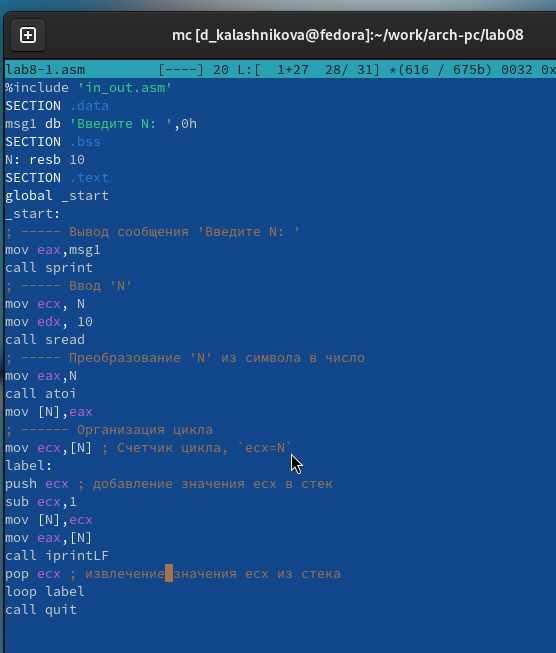 mc [d_kalashnikova@fedora]:~/work/arch-pc/lab08
lab8-1.asm [----] 20 L:[ 1+27 28/ 31] *(616 / 675b) 0032 0x
%include 'in_out.asm'
SECTION .data
msg1 db 'Введите N: ',0h
SECTION .bss
N: resb 10
SECTION .text
global _start
_start:
; ----- Вывод сообщения 'Введите N: '
mov eax,msg1
call sprint
; ----- Ввод 'N'
mov ecx, N
mov edx, 10
call sread
; ----- Преобразование 'N' из символа в число
mov eax,N
call atoi
mov [N],eax
; ------ Организация цикла
mov ecx,[N] ; Счетчик цикла, `ecx=N`
label:
push ecx ; добавление значения ecx в стек
sub ecx,1
mov [N],ecx
mov eax,[N]
call iprintLF
pop ecx ; извлечение значения ecx из стека
loop label
call quit